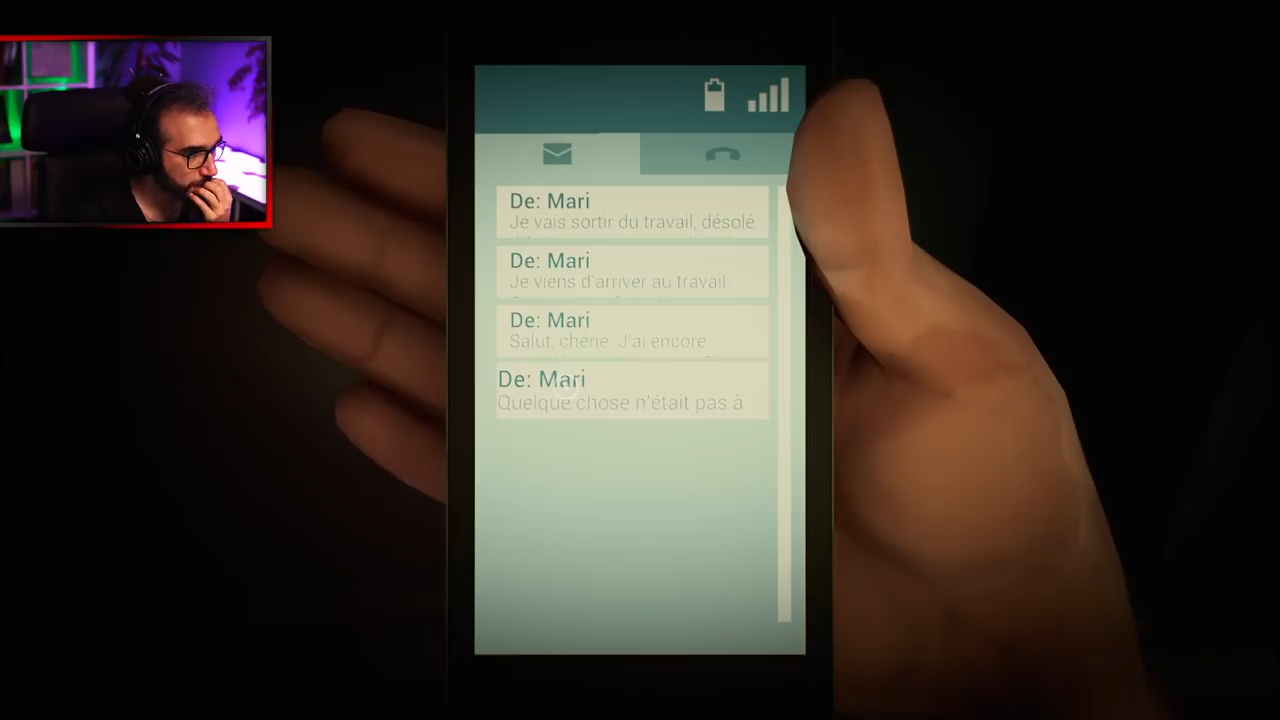 De: Mari
Je vais sortir du travail, désolé
De: Mari
Je viens d'arriver au travail.
De: Mari
Salut, chérie. J'ai encore
De: Mari
Quelque chose n'était pas à